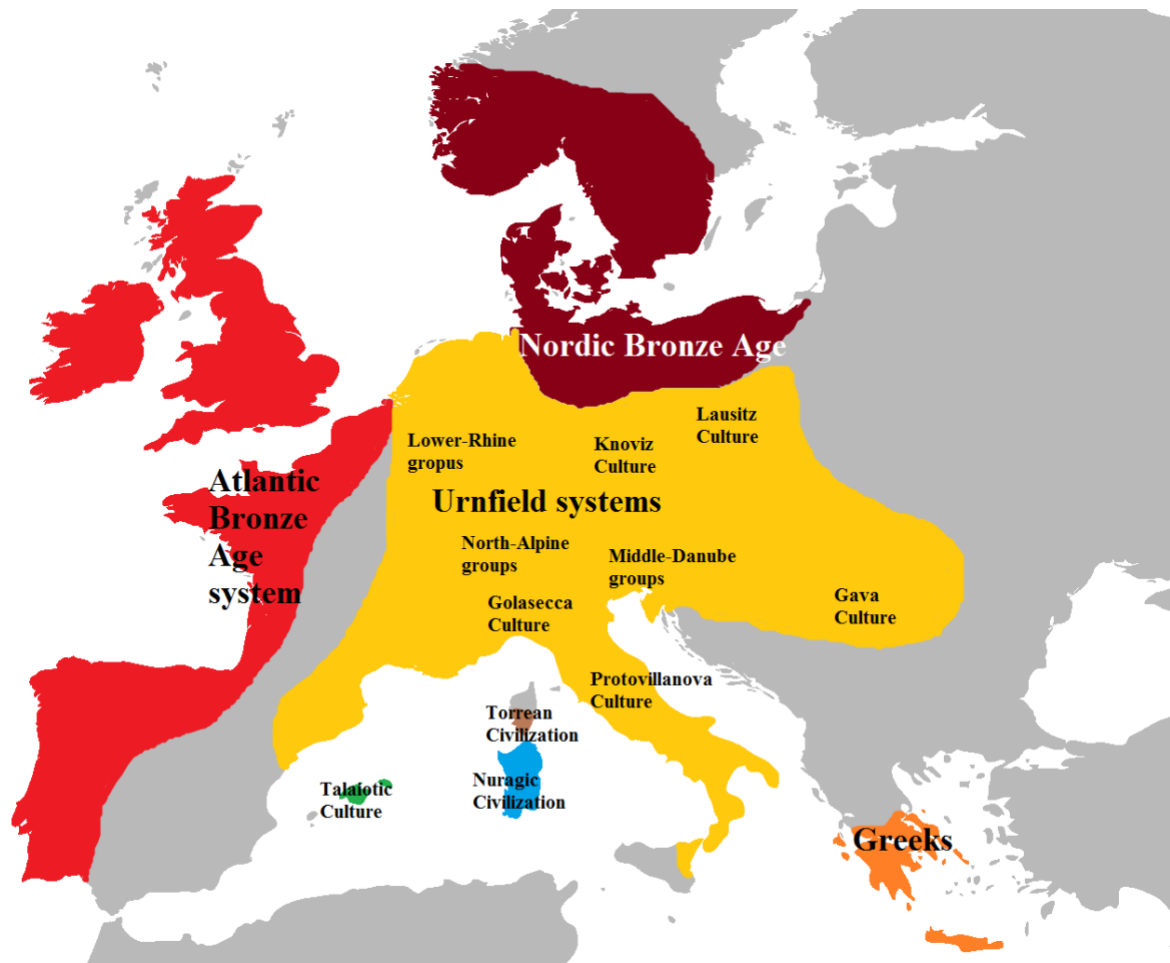 Nordic Bronze Age
Lausitz
Culture
Lower-Rhine
gropus
Knoviz
Culture
Atlantic
Bronze
Age
system
Urnfield systems
North-Alpine
groups
Middle-Danube
groups
Golasecca
Culture
Gava
Culture
Protovillanova
Culture
Torrean
Civilization
Nuragic
Civilization
Talafotic
Culture
Greeks